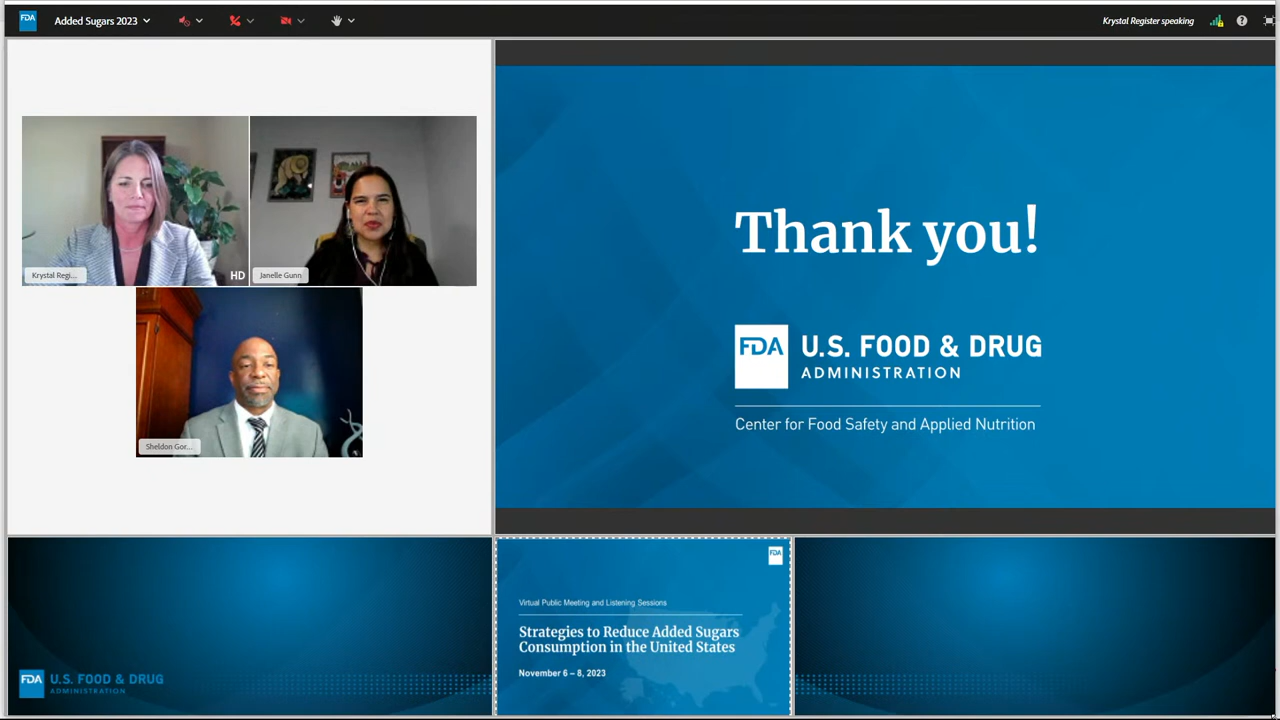 FDA
Added Sugars 2023
Krystal Register speaking
Krystal Regi...
HD
Janelle Gunn
Sheldon Gor...
Thank you!
FDA
U.S. FOOD & DRUG
ADMINISTRATION
Center for Food Safety and Applied Nutrition
FDA
U.S. FOOD & DRUG
ADMINISTRATION
FDA
Virtual Public Meeting and Listening Sessions
Strategies to Reduce Added Sugars
Consumption in the United States
November 6 – 8, 2023